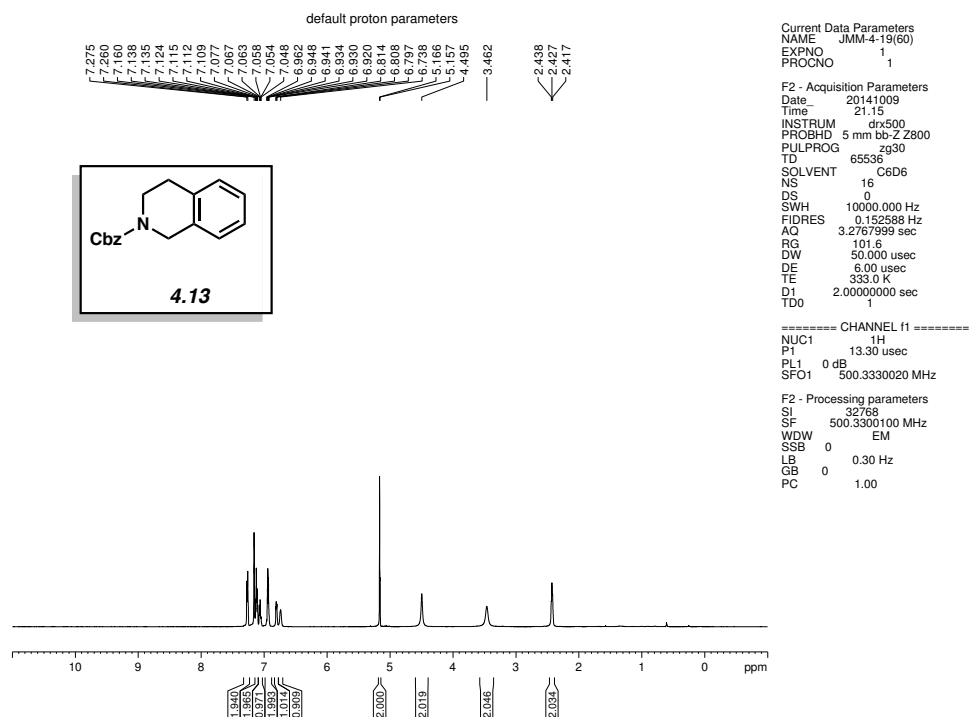 default proton parameters
7.275
7.260
7.160
7.138
7.135
7.124
7.115
7.112
7.109
7.077
7.067
7.063
7.058
7.054
7.048
6.962
6.948
6.941
6.934
6.930
6.920
6.814
6.808
6.797
6.738
5.166
5.157
4.495
3.462
2.438
2.427
2.417
N
Cbz
4.13
Current Data Parameters
NAME JMM-4-19(60)
EXPNO 1
PROCNO 1
F2 - Acquisition Parameters
Date_ 20141009
Time 21.15
INSTRUM drx500
PROBHD 5 mm bb-Z Z800
PULPROG zg30
TD 65536
SOLVENT C6D6
NS 16
DS 0
SWH 10000.000 Hz
FIDRES 0.152588 Hz
AQ 3.2767999 sec
RG 101.6
DW 50.000 usec
DE 6.00 usec
TE 333.0 K
D1 2.00000000 sec
TD0 1
======== CHANNEL f1 ========
NUC1 1H
P1 13.30 usec
PL1 0 dB
SFO1 500.3330020 MHz
F2 - Processing parameters
SI 32768
SF 500.3300100 MHz
WDW EM
SSB 0
LB 0.30 Hz
GB 0
PC 1.00
10 9 8 7 6 5 4 3 2 1 0 ppm
1.940
1.965
0.971
1.993
1.014
0.909
2.000
2.019
2.046
2.034